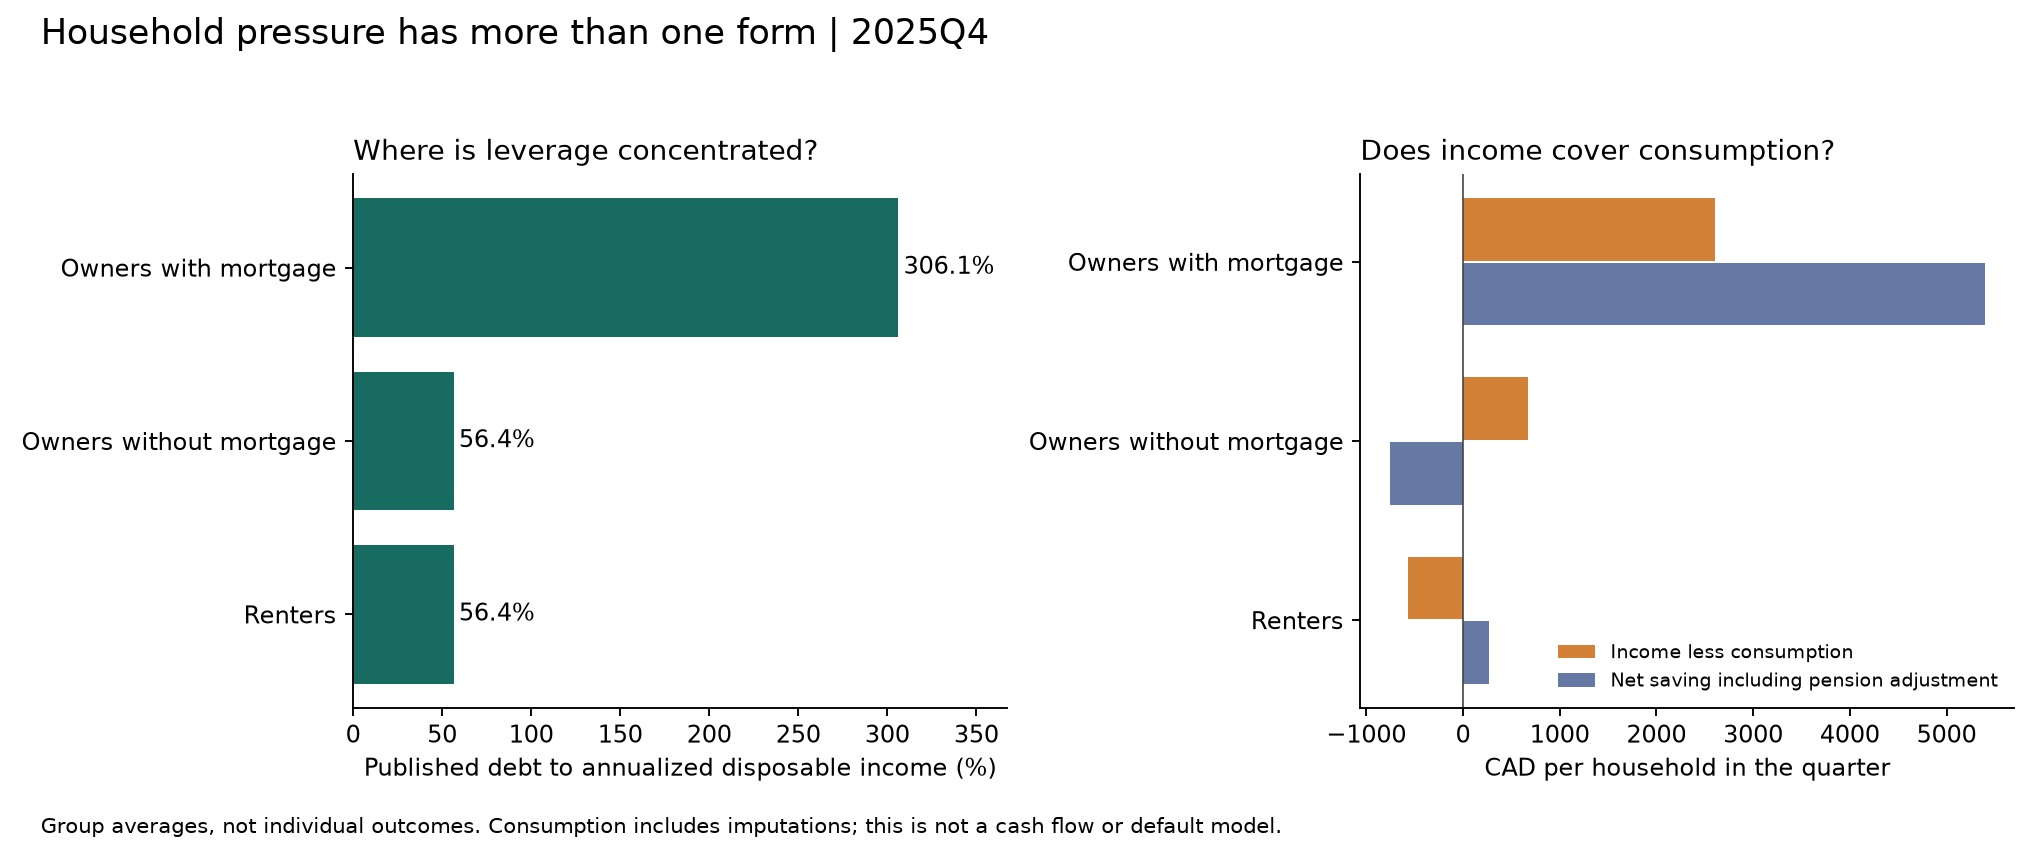 Household pressure has more than one form | 2025Q4
Where is leverage concentrated?
Owners with mortgage
306.1%
Owners without mortgage
56.4%
Renters
56.4%
0 50 100 150 200 250 300 350
Published debt to annualized disposable income (%)
Does income cover consumption?
Owners with mortgage
Owners without mortgage
Renters
Income less consumption
Net saving including pension adjustment
−1000 0 1000 2000 3000 4000 5000
CAD per household in the quarter
Group averages, not individual outcomes. Consumption includes imputations; this is not a cash flow or default model.